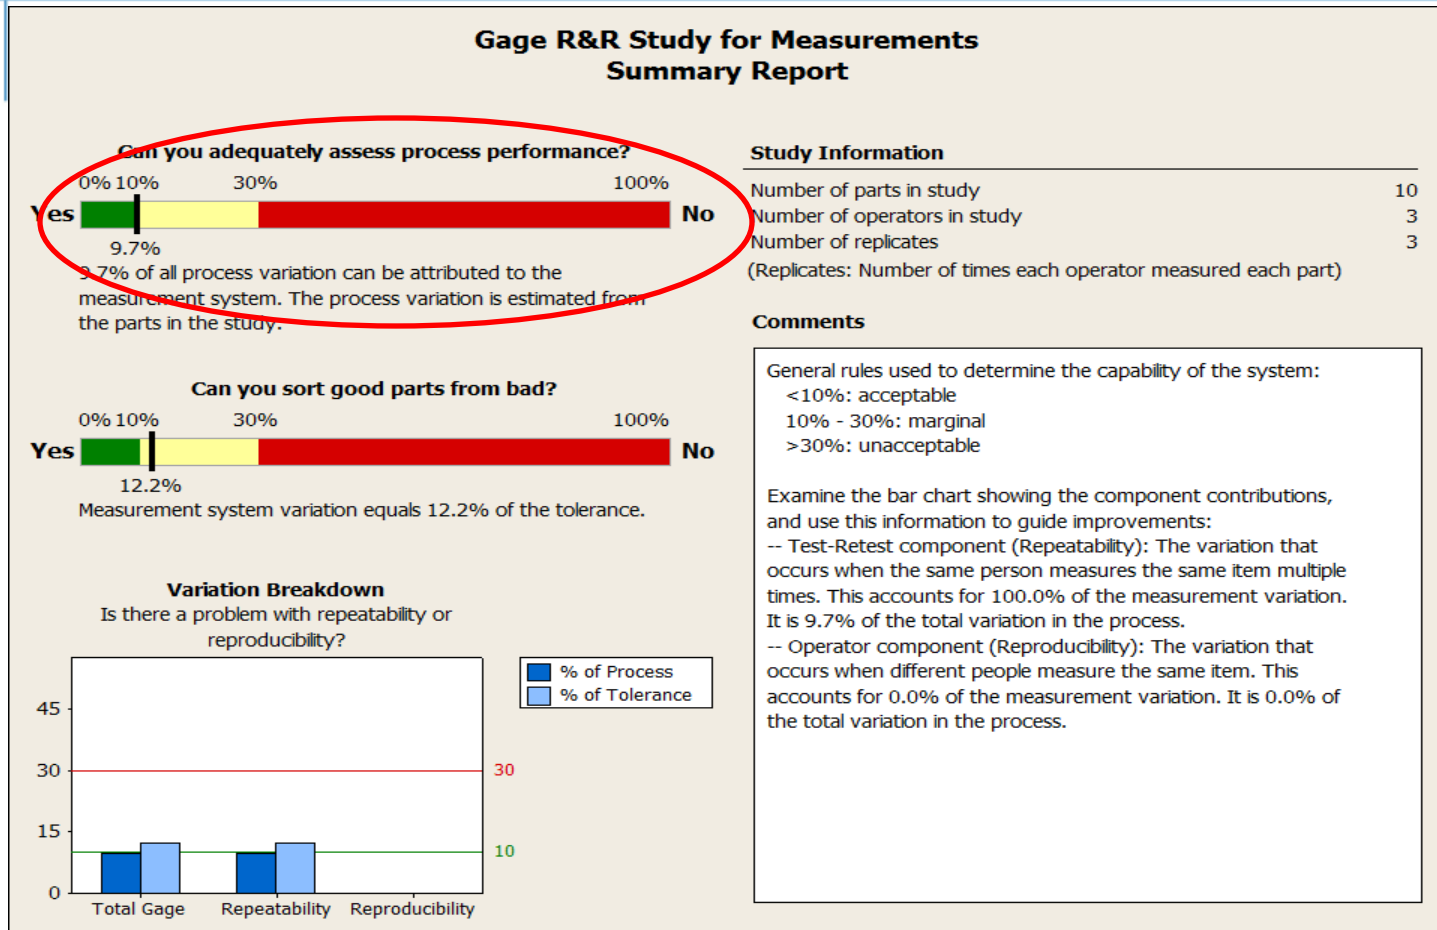 Gage R&R Study for Measurements
Summary Report
Can you adequately assess process performance?
0% 10% 30% 100%
Yes No
9.7%
9.7% of all process variation can be attributed to the
measurement system. The process variation is estimated from
the parts in the study.
Can you sort good parts from bad?
0% 10% 30% 100%
Yes No
12.2%
Measurement system variation equals 12.2% of the tolerance.
Variation Breakdown
Is there a problem with repeatability or
reproducibility?
% of Process
% of Tolerance
45
30 30
15
10
0
Total Gage Repeatability Reproducibility
Study Information
Number of parts in study 10
Number of operators in study 3
Number of replicates 3
(Replicates: Number of times each operator measured each part)
Comments
General rules used to determine the capability of the system:
<10%: acceptable
10% - 30%: marginal
>30%: unacceptable
Examine the bar chart showing the component contributions,
and use this information to guide improvements:
-- Test-Retest component (Repeatability): The variation that
occurs when the same person measures the same item multiple
times. This accounts for 100.0% of the measurement variation.
It is 9.7% of the total variation in the process.
-- Operator component (Reproducibility): The variation that
occurs when different people measure the same item. This
accounts for 0.0% of the measurement variation. It is 0.0% of
the total variation in the process.